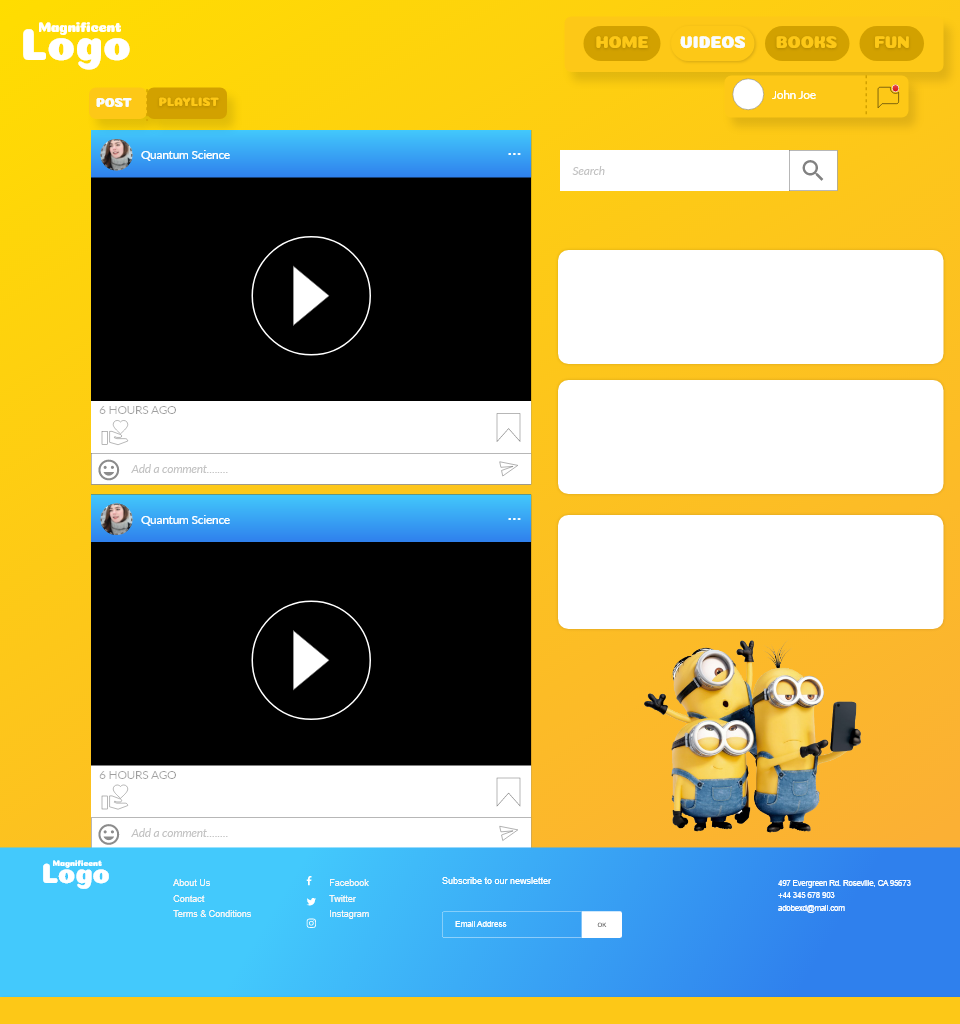 Magnificent
Logo
HOME VIDEOS BOOKS FUN
John Joe
POST PLAYLIST
Quantum Science
Search
6 HOURS AGO
Add a comment........
Quantum Science
6 HOURS AGO
Add a comment........
Magnificent
Logo
About Us
Contact
Terms & Conditions
Facebook
Twitter
Instagram
Subscribe to our newsletter
Email Address
OK
497 Evergreen Rd. Roseville, CA 95673
+44 345 678 903
adobexd@mail.com